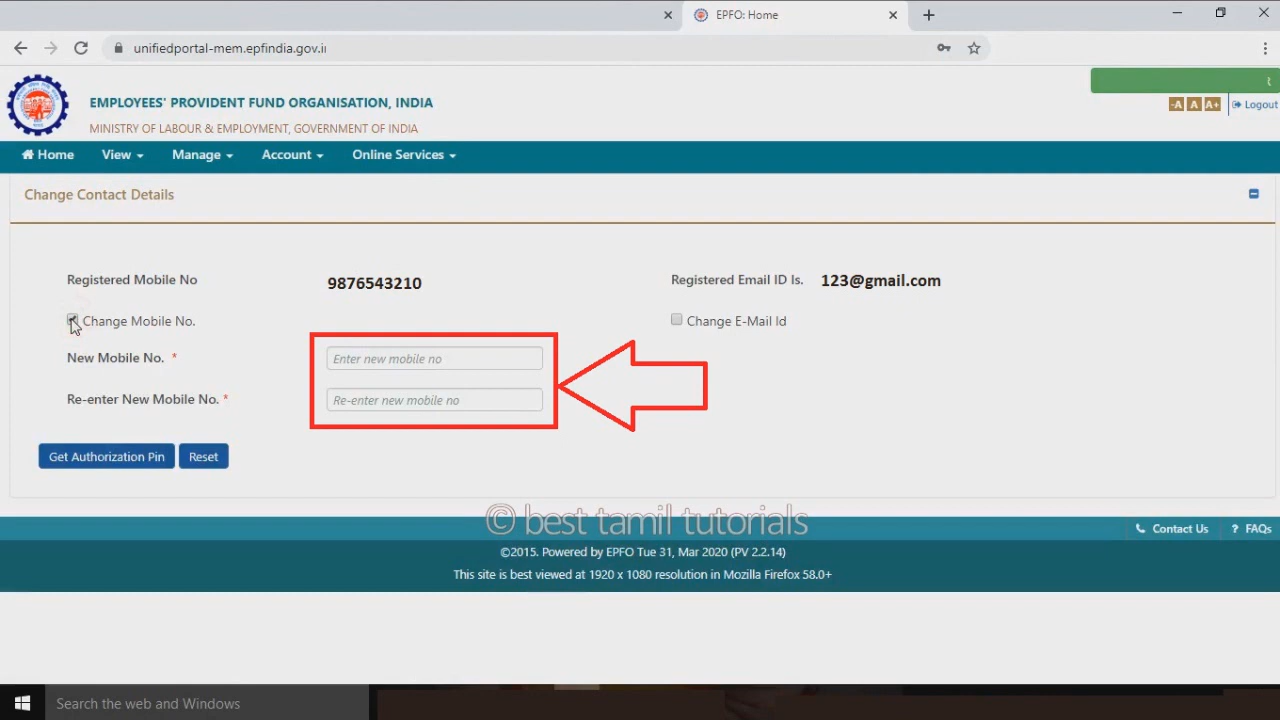 EPFO: Home
unifiedportal-mem.epfindia.gov.i
EMPLOYEES' PROVIDENT FUND ORGANISATION, INDIA
MINISTRY OF LABOUR & EMPLOYMENT, GOVERNMENT OF INDIA
-A A A+ Logout
Home View Manage Account Online Services
Change Contact Details
Registered Mobile No 9876543210 Registered Email ID Is. 123@gmail.com
Change Mobile No. Change E-Mail Id
New Mobile No. * Enter new mobile no
Re-enter New Mobile No. * Re-enter new mobile no
Get Authorization Pin Reset
© best tamil tutorials
Contact Us ? FAQs
©2015. Powered by EPFO Tue 31, Mar 2020 (PV 2.2.14)
This site is best viewed at 1920 x 1080 resolution in Mozilla Firefox 58.0+
Search the web and Windows